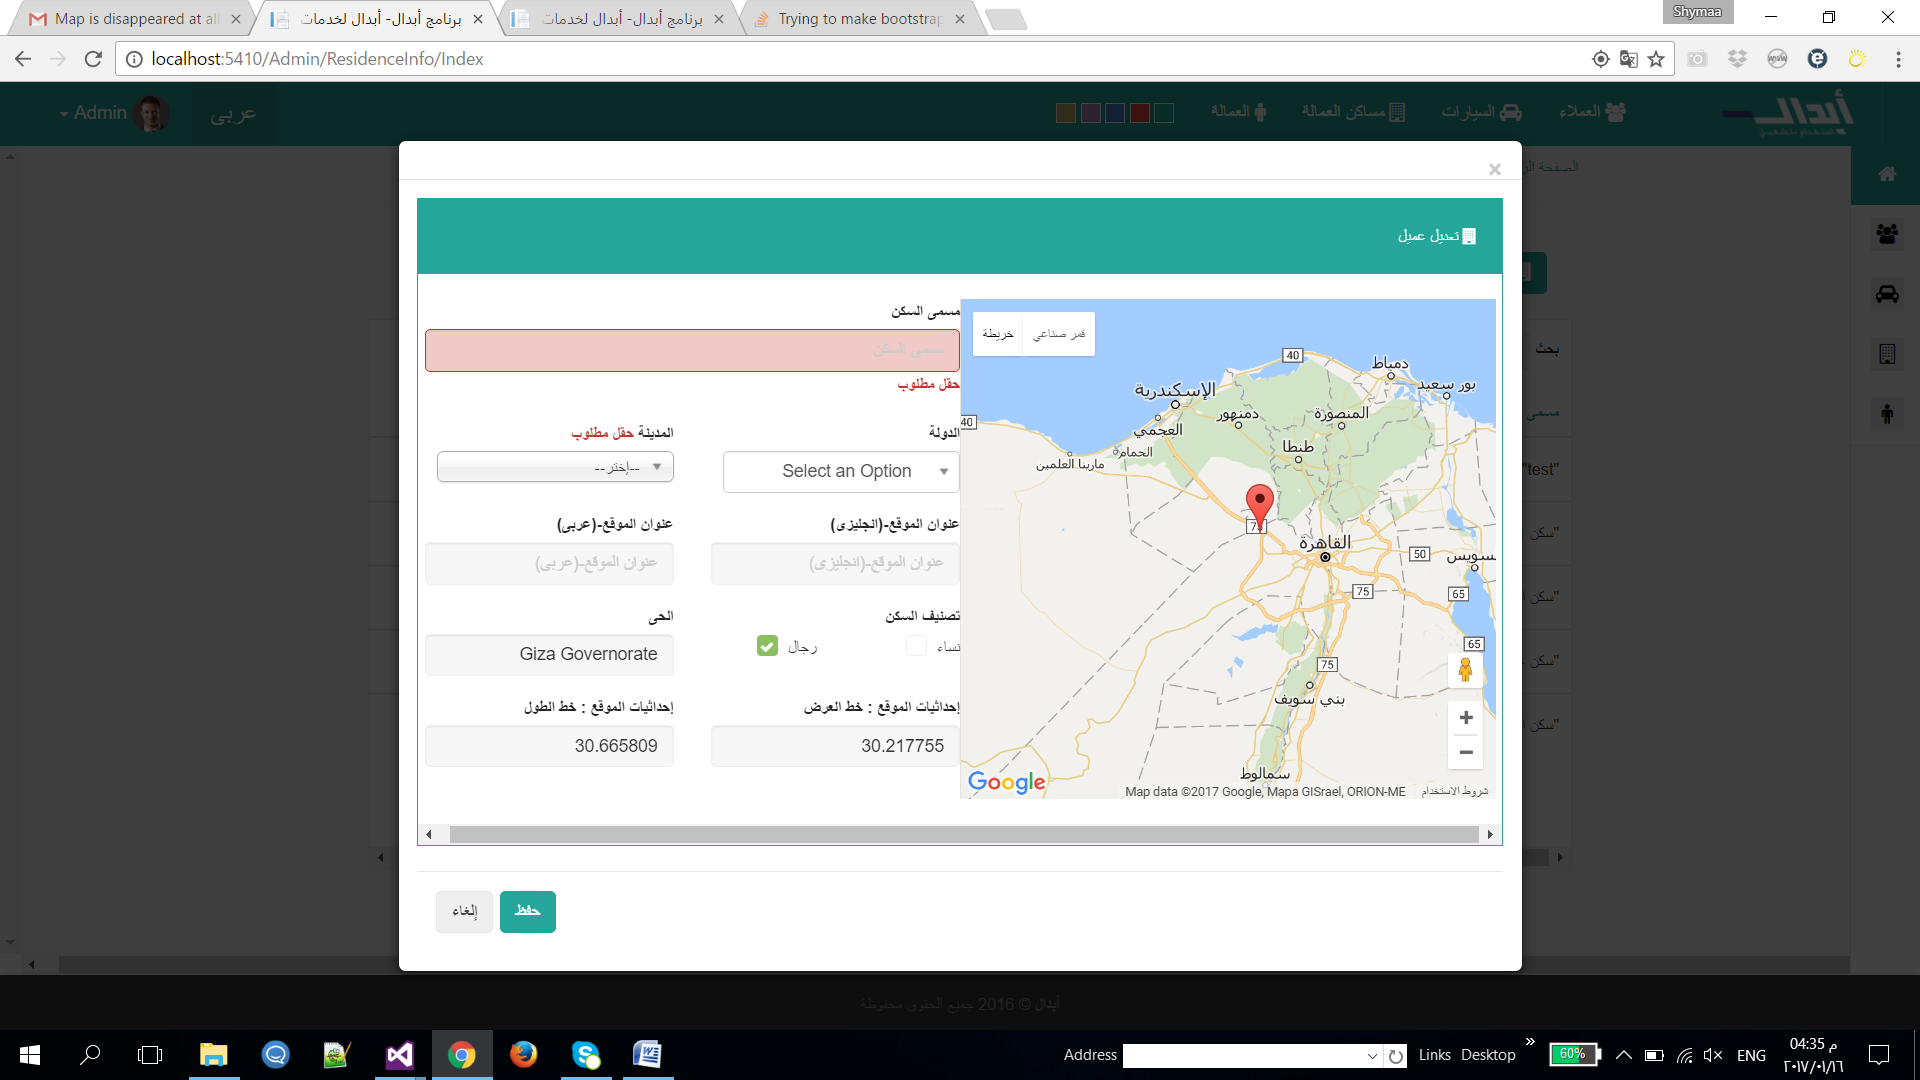 Map is disappeared at al
برنامج أبدال- أبدال لخدمات
برنامج أبدال- أبدال لخدمات
Trying to make bootstrap
Shymaa
localhost:5410/Admin/ResidenceInfo/Index
أبدال
العملاء
السيارات
مساكن العمالة
العمالة
عربى
Admin
الصفحة
×
تعديل عميل
بحث
مسمى
"test"
"سكن
"سكن
"سكن
"سكن
مسمى السكن
مسمى السكن
حقل مطلوب
الدولة
المدينة حقل مطلوب
Select an Option
--إختر--
عنوان الموقع-(انجليزى)
عنوان الموقع-(عربى)
عنوان الموقع-(انجليزى)
عنوان الموقع-(عربى)
تصنيف السكن
الحى
نساء
رجال
Giza Governorate
إحداثيات الموقع : خط العرض
إحداثيات الموقع : خط الطول
30.217755
30.665809
خريطة
قمر صناعي
40
دمياط
بور سعيد
الإسكندرية
دمنهور
المنصورة
40
العجمي
طنطا
الحمام
مارينا العلمين
75
القاهرة
50
السويس
75
65
65
75
بني سويف
سمالوط
Google
Map data ©2017 Google, Mapa GISrael, ORION-ME
شروط الاستخدام
حفظ
إلغاء
أبدال © 2016 جميع الحقوق محفوظة
Address
Links
Desktop
60%
ENG
04:35 م
٢٠١٧/٠١/١٦